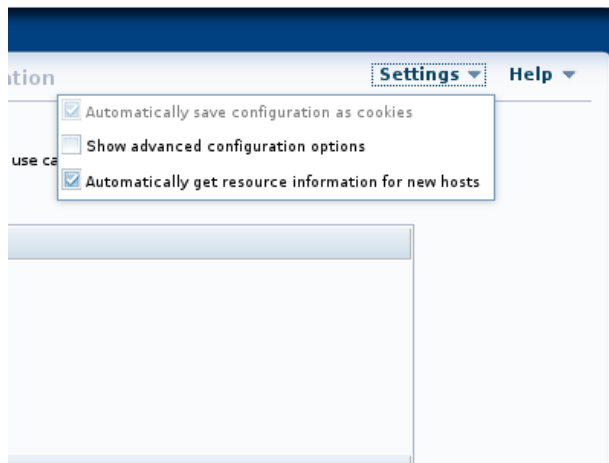 ation
Settings Help
Automatically save configuration as cookies
Show advanced configuration options
use ca
Automatically get resource information for new hosts